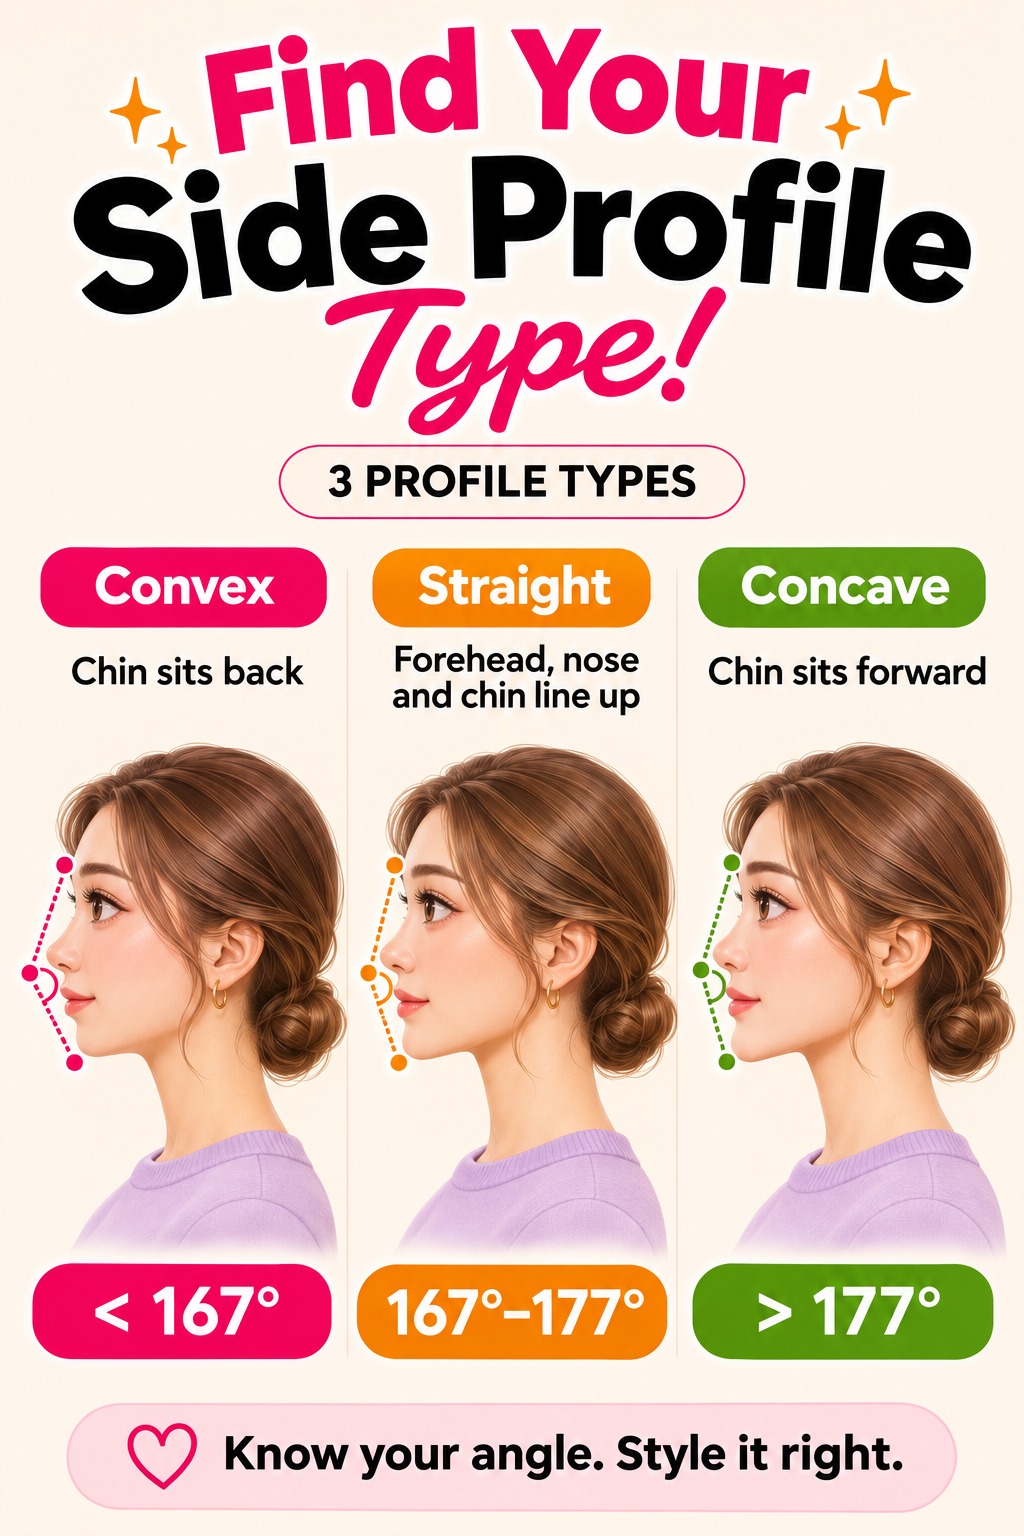 Find Your
Side Profile
Type!
3 PROFILE TYPES
Convex
Chin sits back
Straight
Forehead, nose
and chin line up
Concave
Chin sits forward
< 167°
167°–177°
> 177°
Know your angle. Style it right.